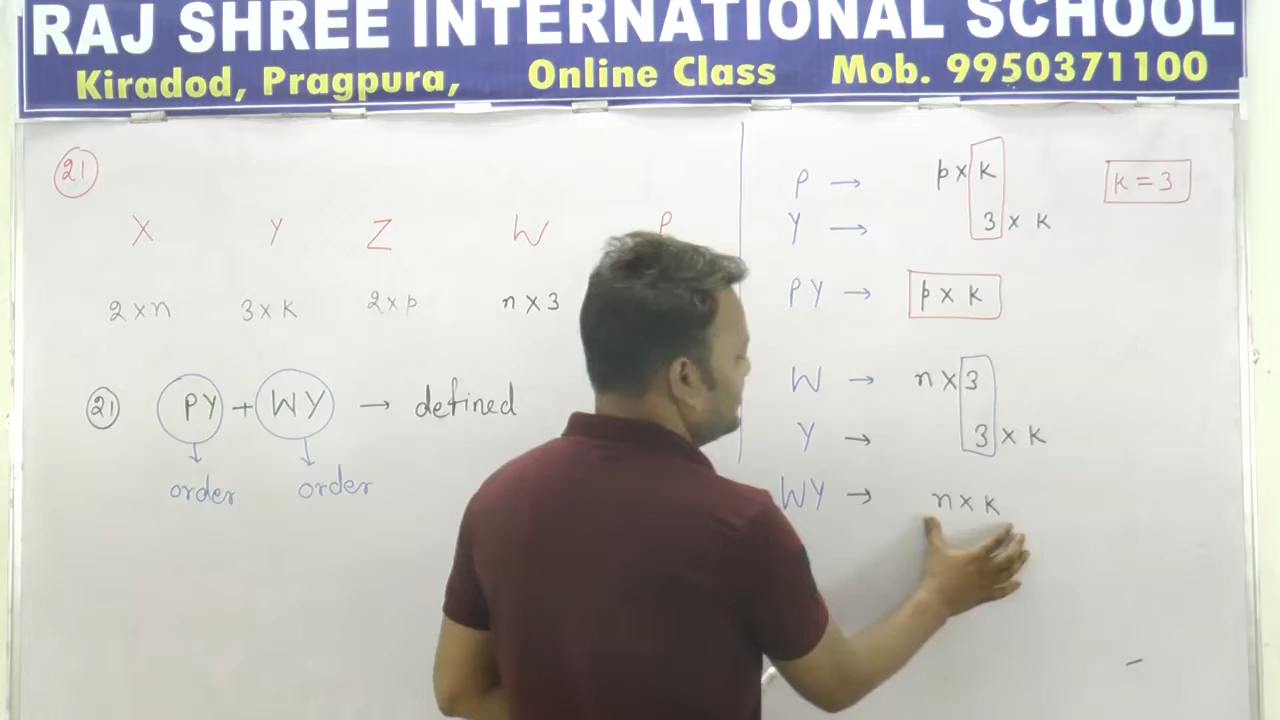 RAJ SHREE INTERNATIONAL SCHOOL
Kiradod, Pragpura, Online Class Mob. 9950371100
21
X Y Z W P
2 × n 3 × k 2 × p n × 3
21 PY + WY → defined
order order
P → p × k
k = 3
Y → 3 × k
PY → p × k
W → n × 3
Y → 3 × k
WY → n × k